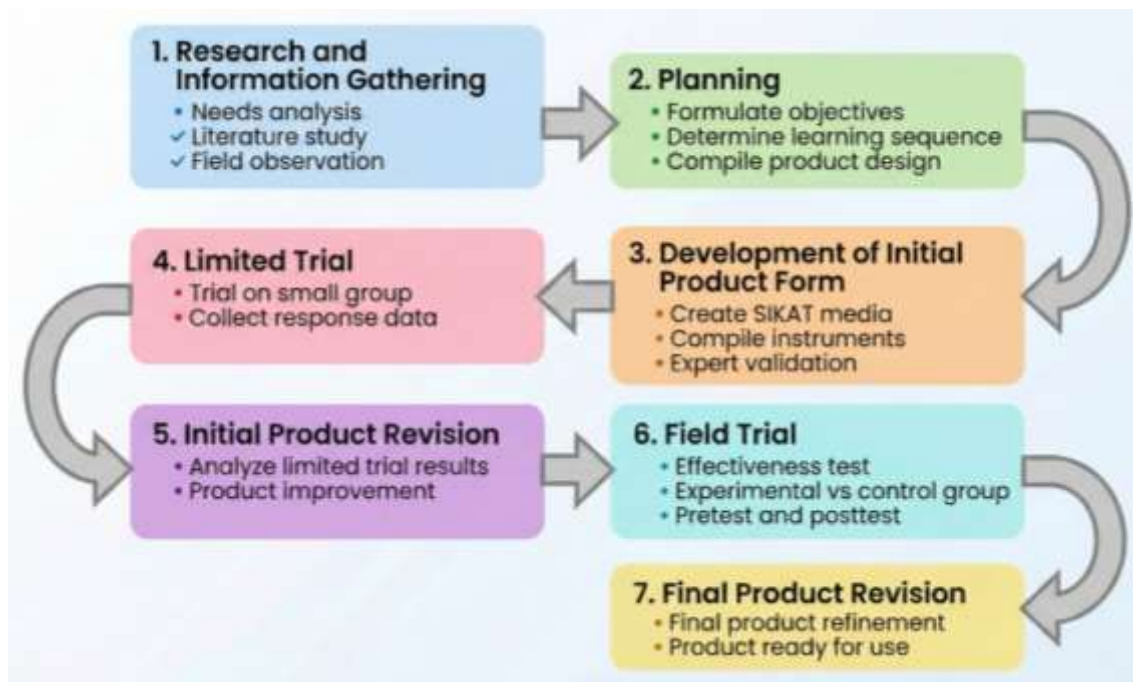 1. Research and
Information Gathering
• Needs analysis
✓ Literature study
✓ Field observation
2. Planning
• Formulate objectives
• Determine learning sequence
• Compile product design
3. Development of Initial
Product Form
• Create SIKAT media
• Compile instruments
• Expert validation
4. Limited Trial
• Trial on small group
• Collect response data
5. Initial Product Revision
• Analyze limited trial results
• Product improvement
6. Field Trial
• Effectiveness test
• Experimental vs control group
• Pretest and posttest
7. Final Product Revision
• Final product refinement
• Product ready for use